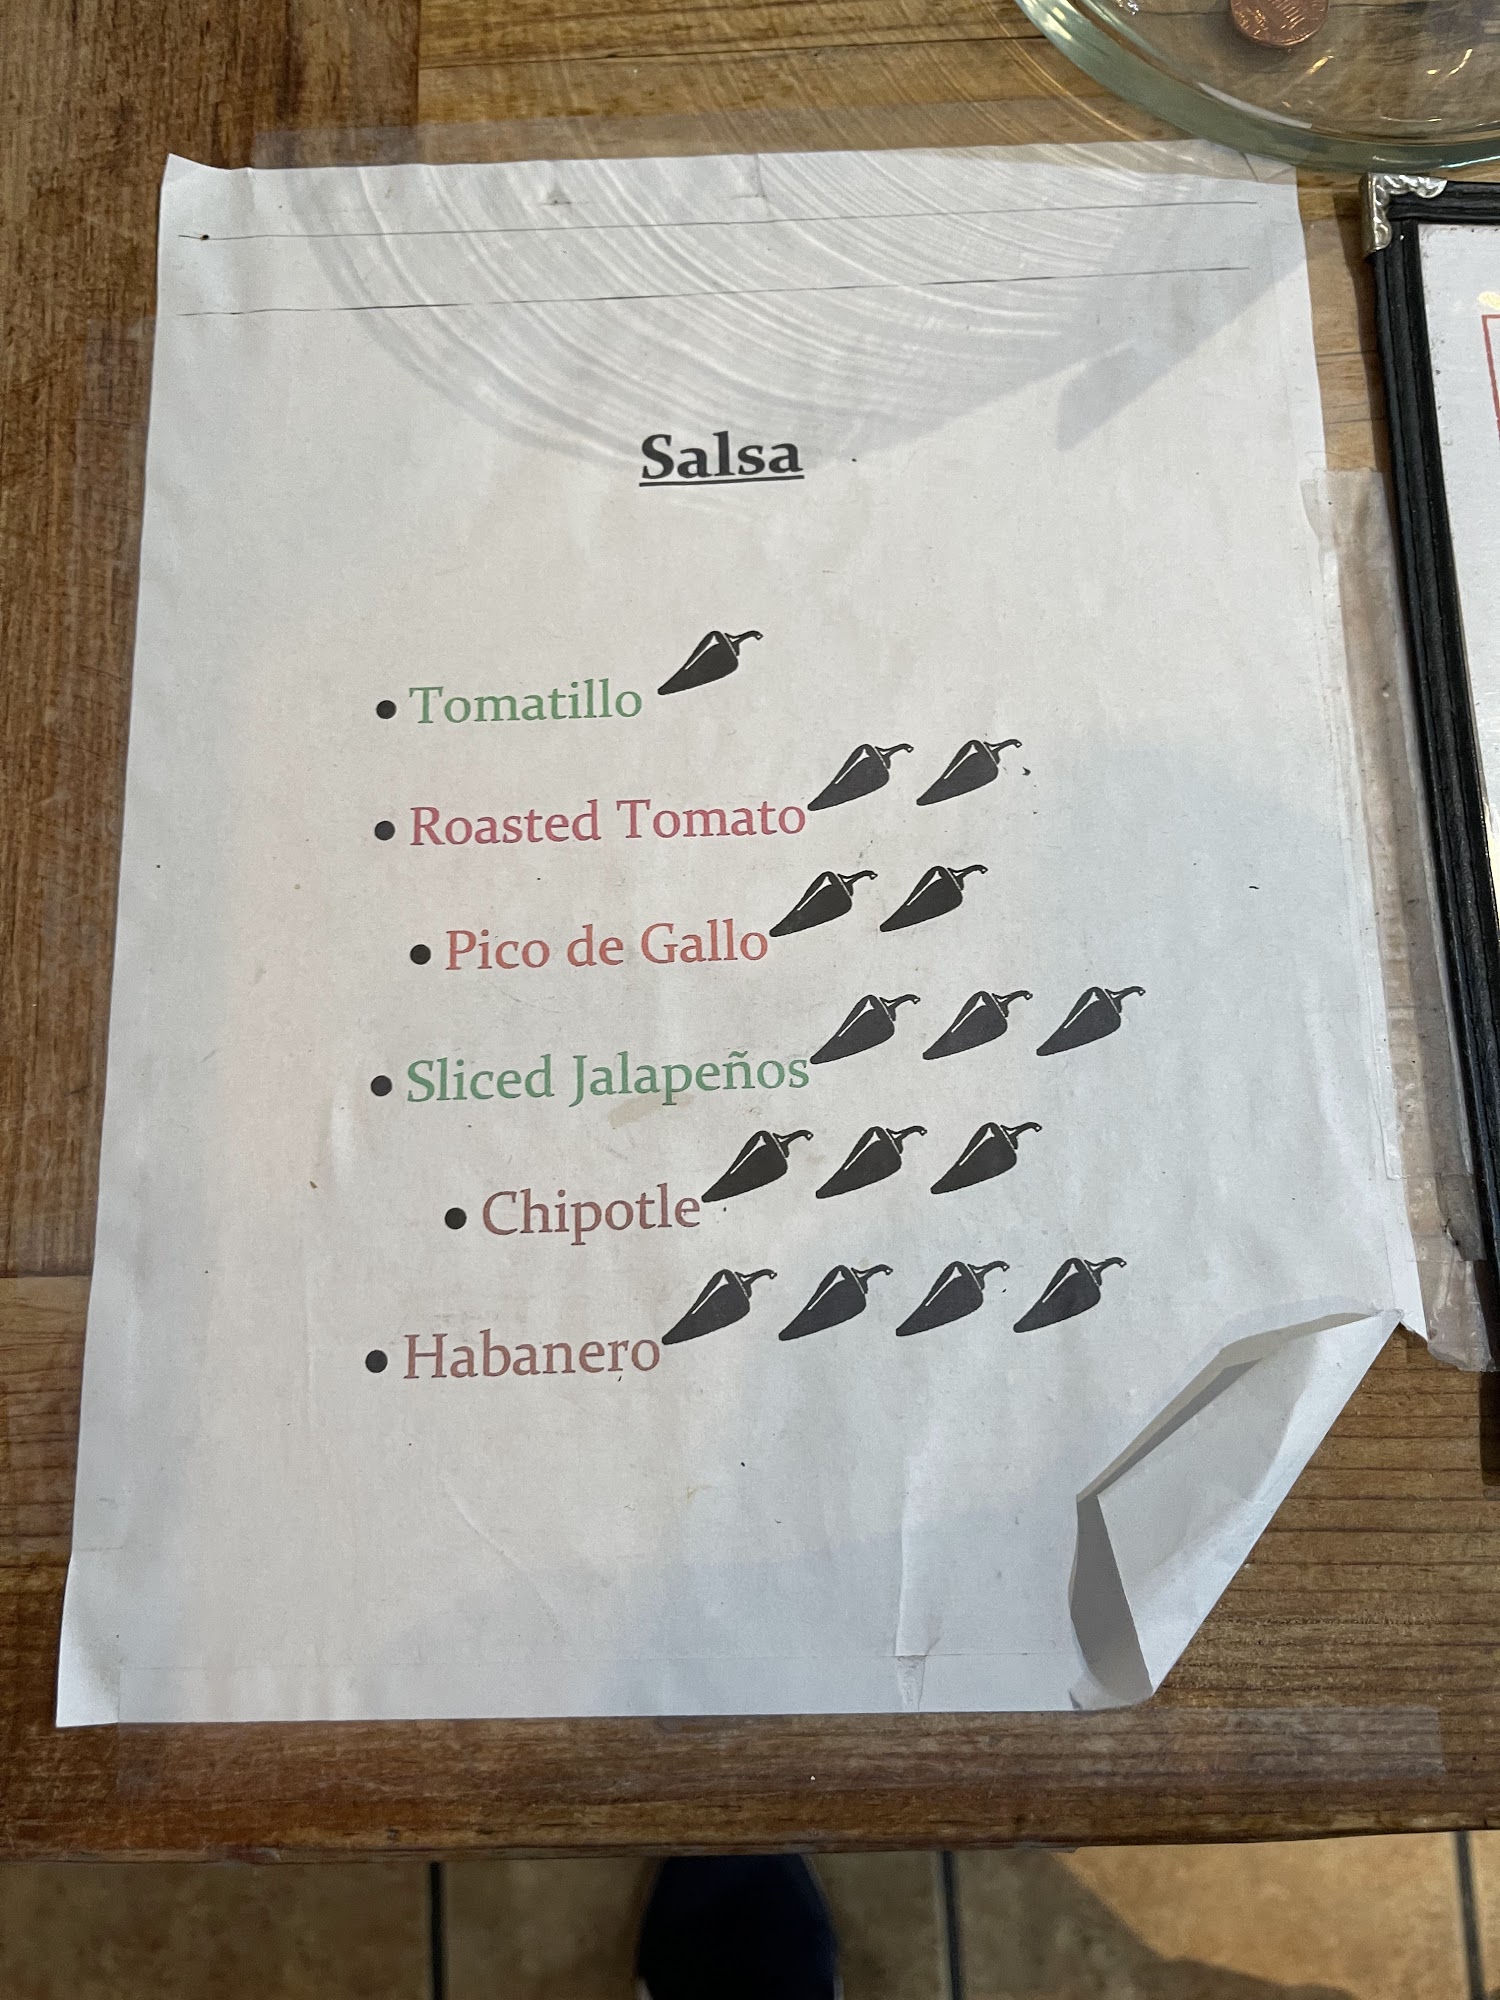 Salsa
• Tomatillo
• Roasted Tomato
• Pico de Gallo
• Sliced Jalapeños
• Chipotle
• Habanero